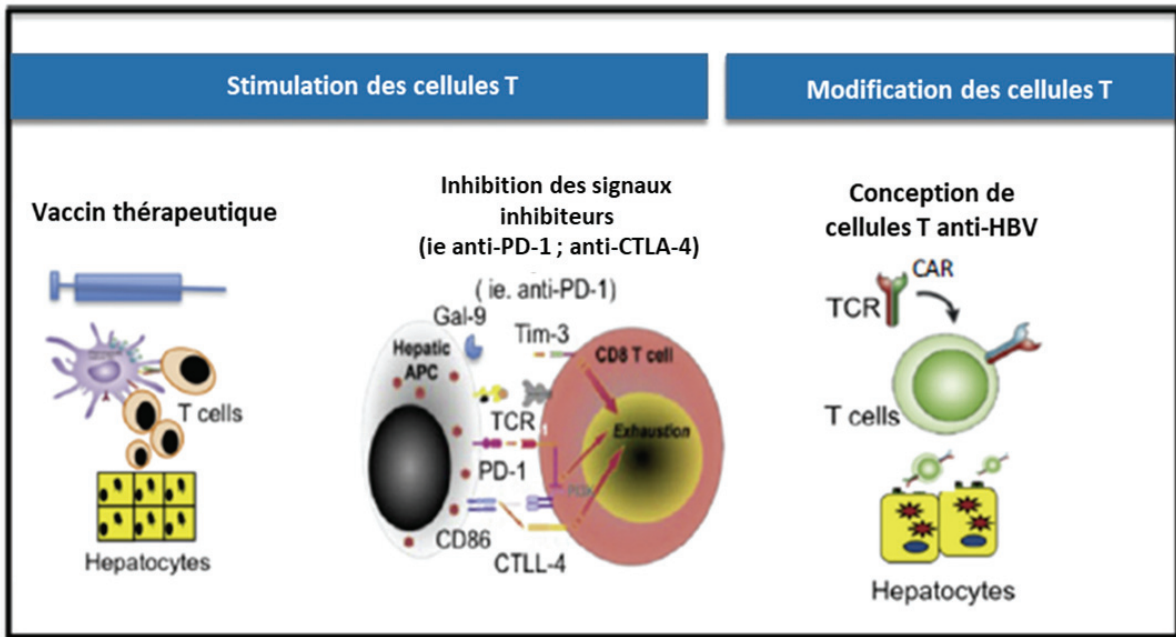 Stimulation des cellules T
Modification des cellules T
Vaccin thérapeutique
T cells
Hepatocytes
Inhibition des signaux
inhibiteurs
(ie anti-PD-1 ; anti-CTLA-4)
( ie. anti-PD-1)
Gal-9
Tim-3
Hepatic
APC
CD8 T cell
TCR
Exhaustion
PD-1
CD86
CTLL-4
Conception de
cellules T anti-HBV
CAR
TCR
T cells
Hepatocytes